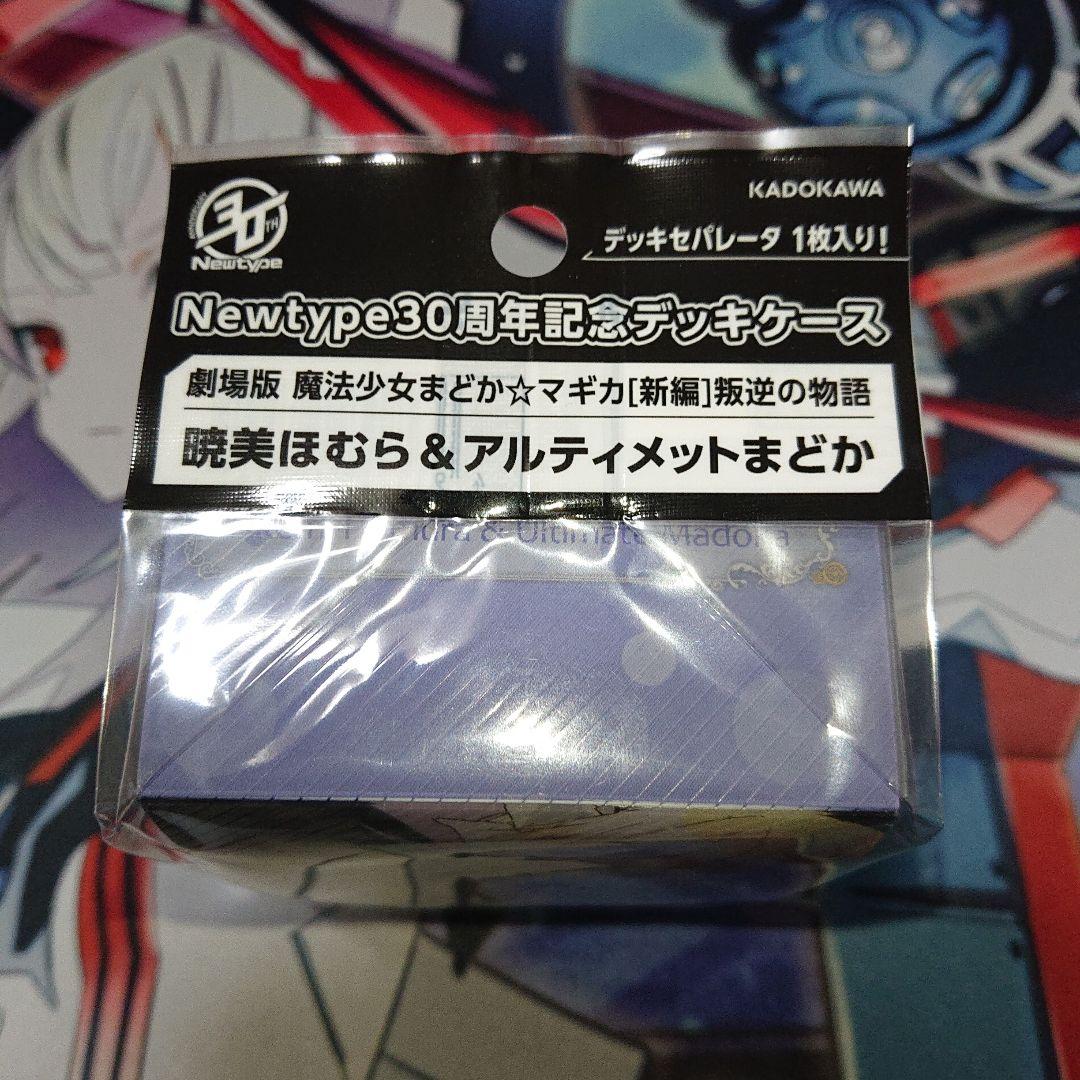 30TH
Newtype
KADOKAWA
デッキセパレータ 1枚入り!
Newtype30周年記念デッキケース
劇場版 魔法少女まどか☆マギカ[新編]叛逆の物語
暁美ほむら&アルティメットまどか
& Ultimate Madoka